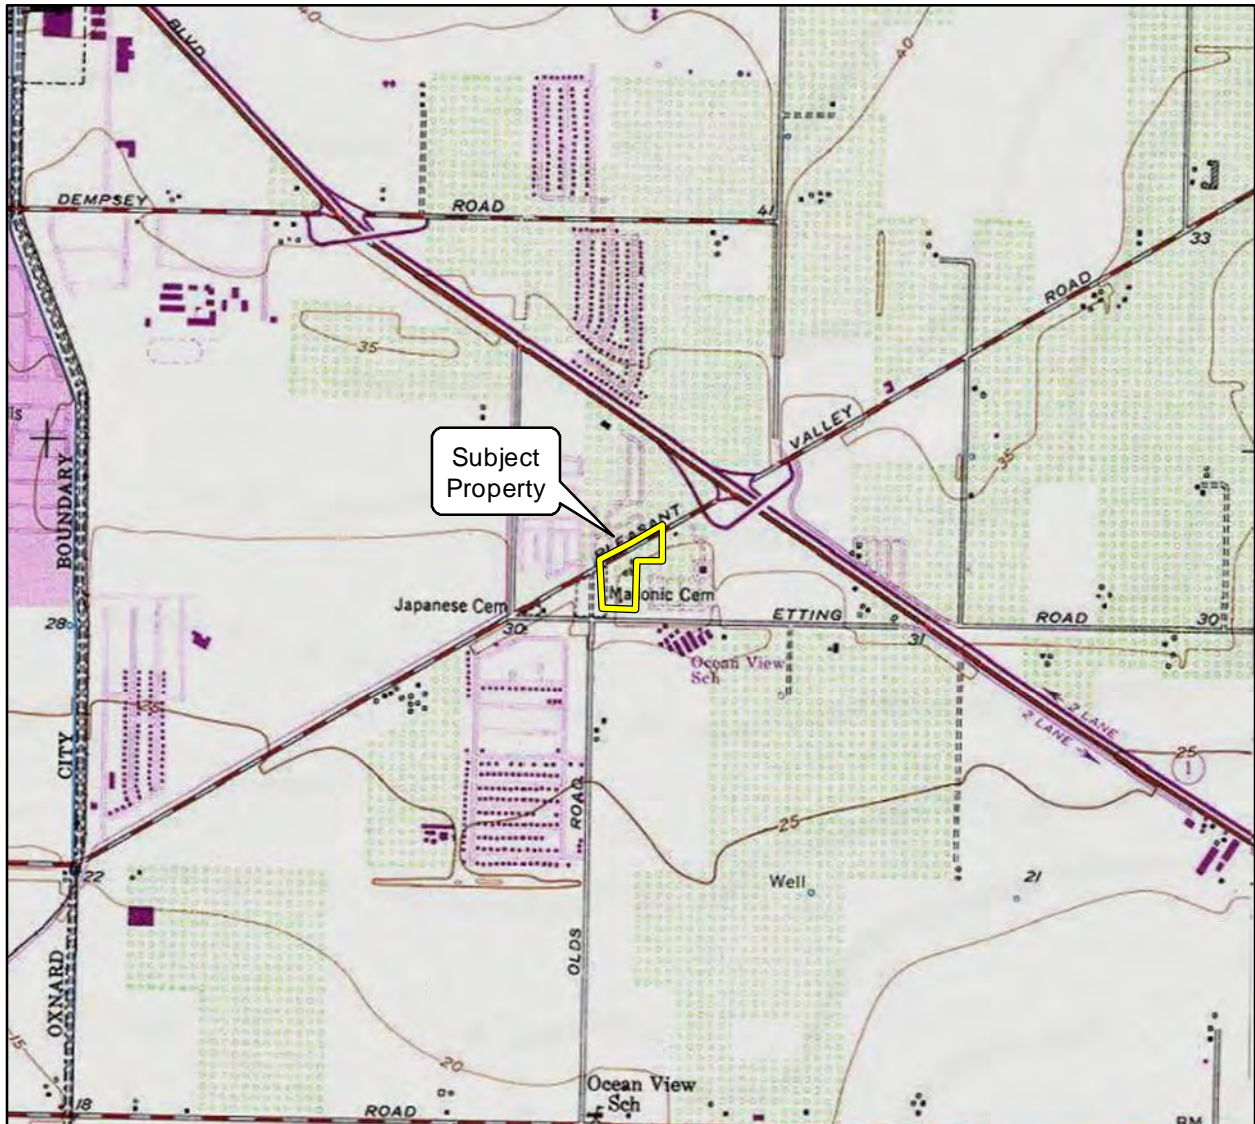 40
BLVD
40
DEMPSEY
ROAD
41
33
ROAD
35
VALLEY
Subject
Property
35
BOUNDARY
PLEASANT
Japanese Cem
30
Masonic Cem
ETTING
31
ROAD
30
28
Ocean View
Sch
2 LANE
2 LANE
25
1
CITY
ROAD
25
22
Well
21
OLDS
OXNARD
15
20
Ocean View
Sch
18
ROAD
BM